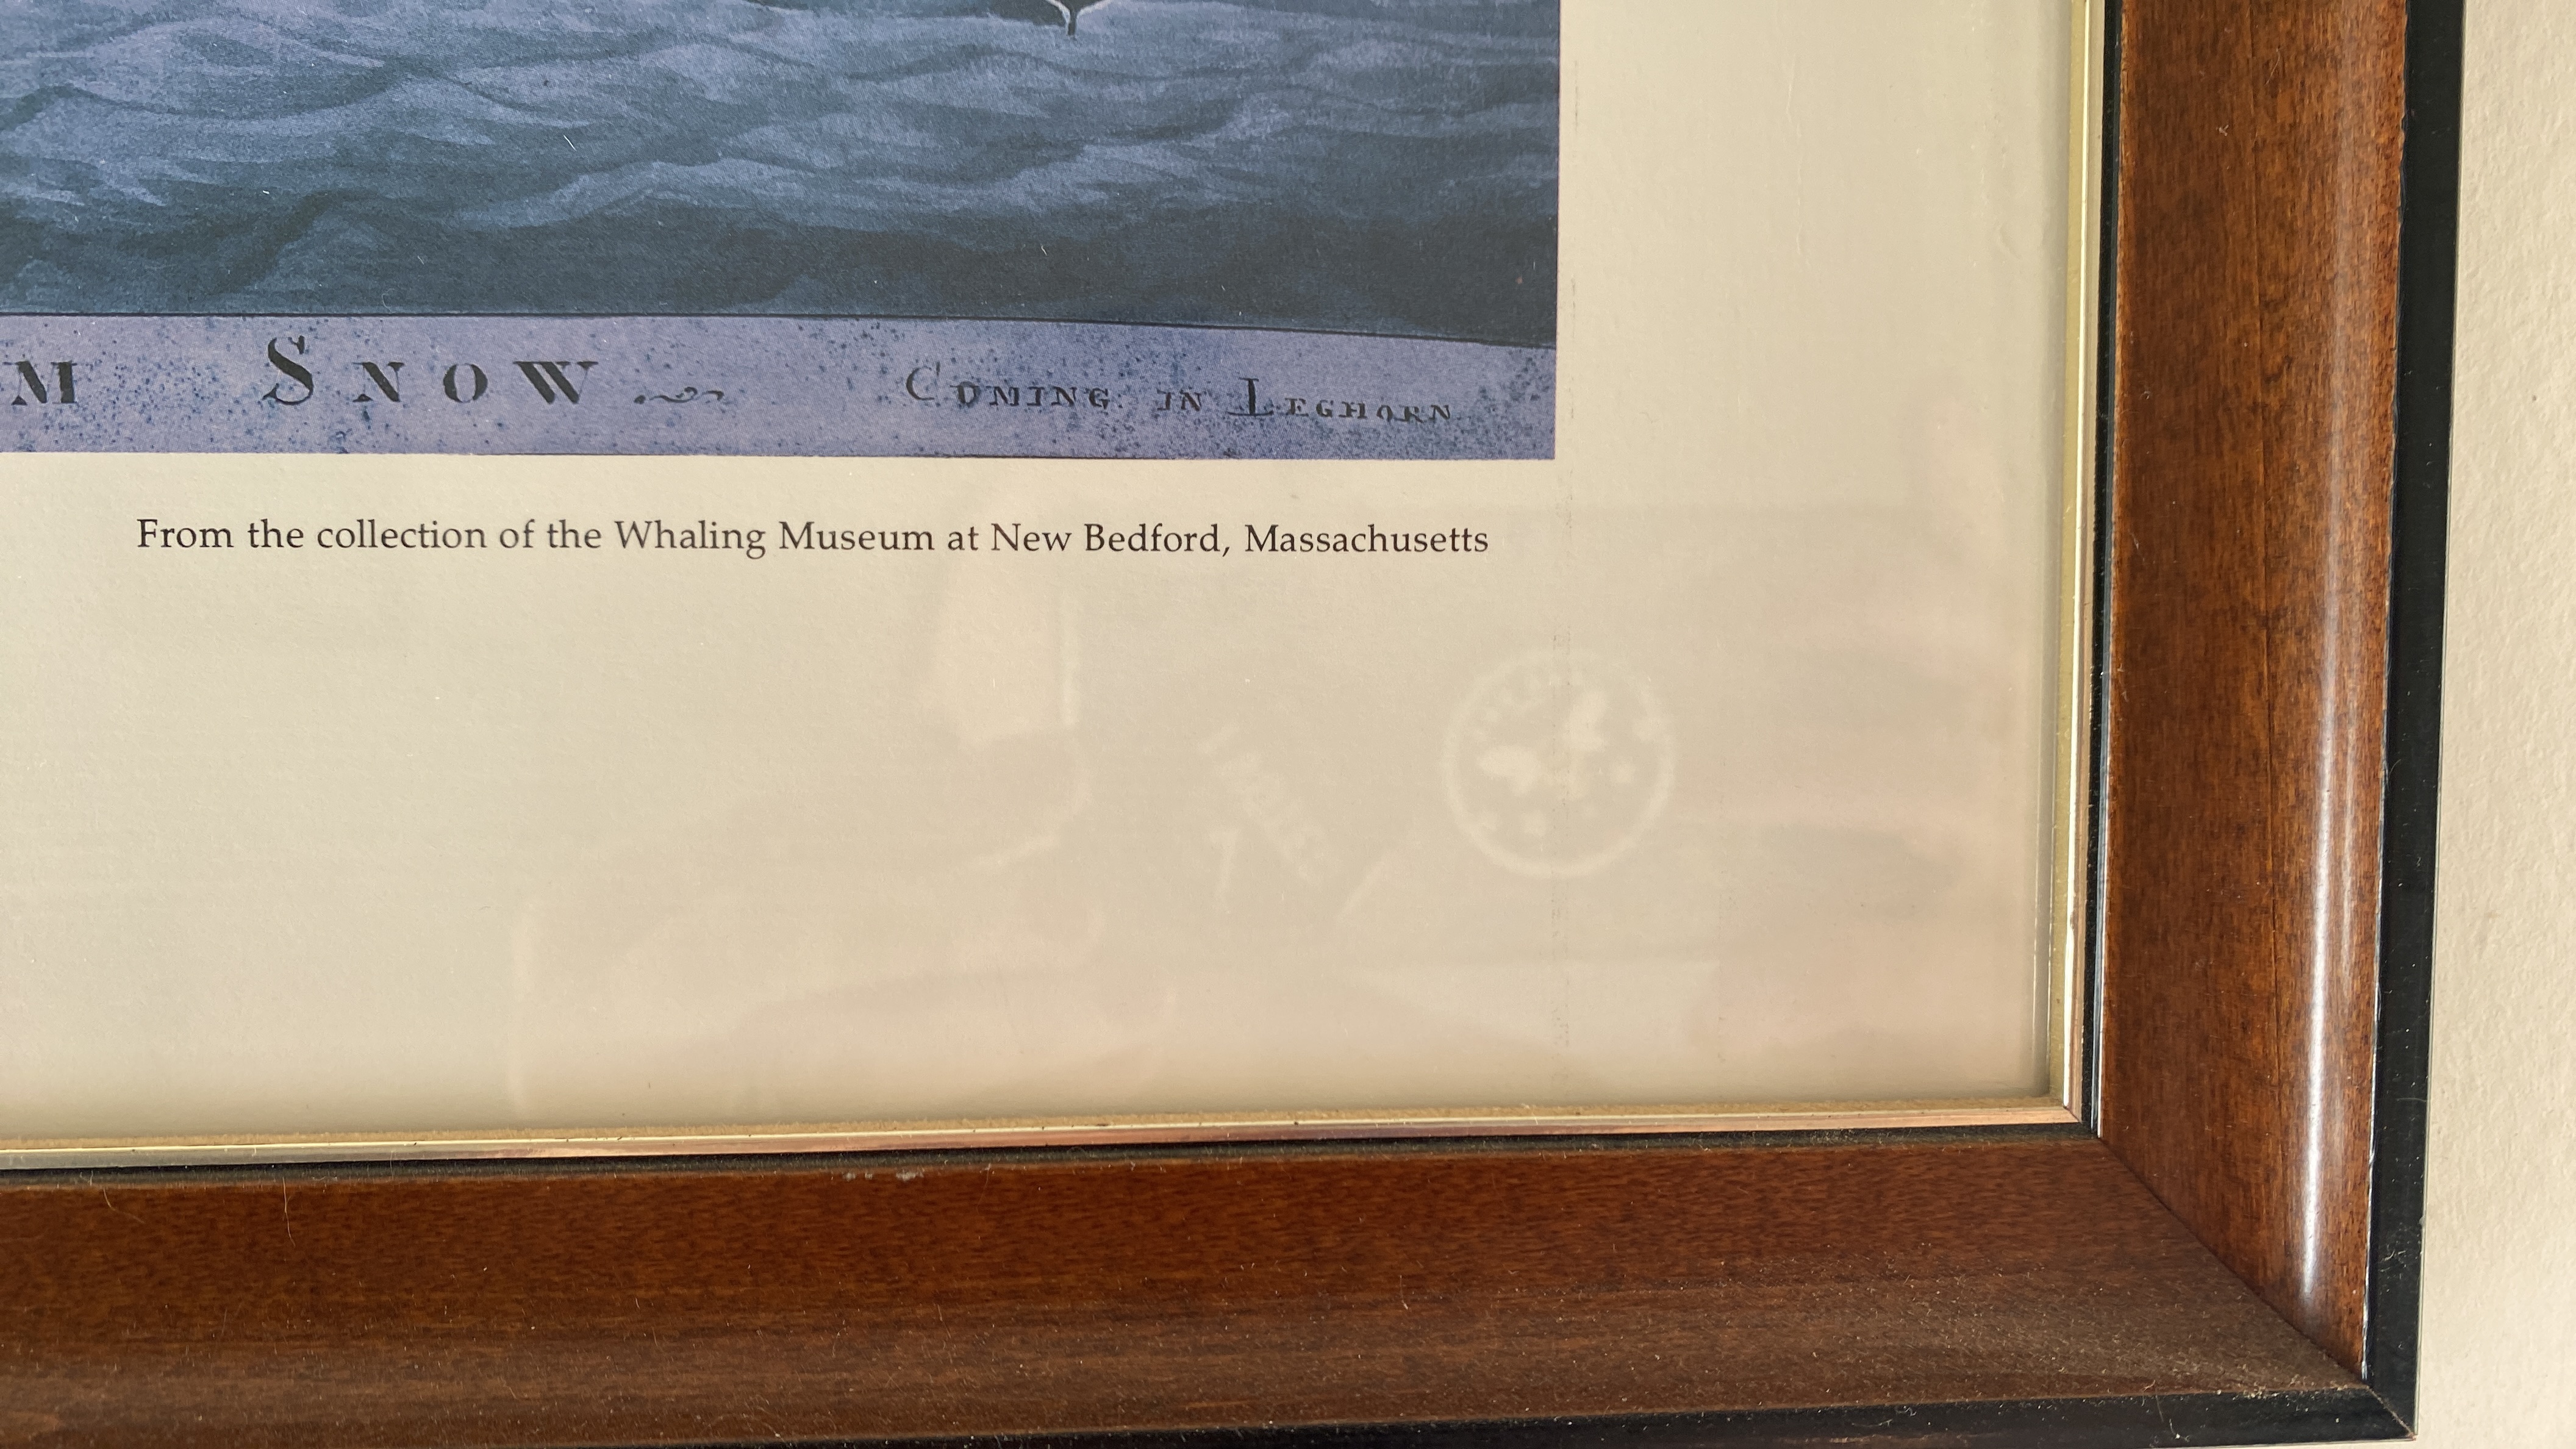 M SNOW COMING IN LEGHORN
From the collection of the Whaling Museum at New Bedford, Massachusetts